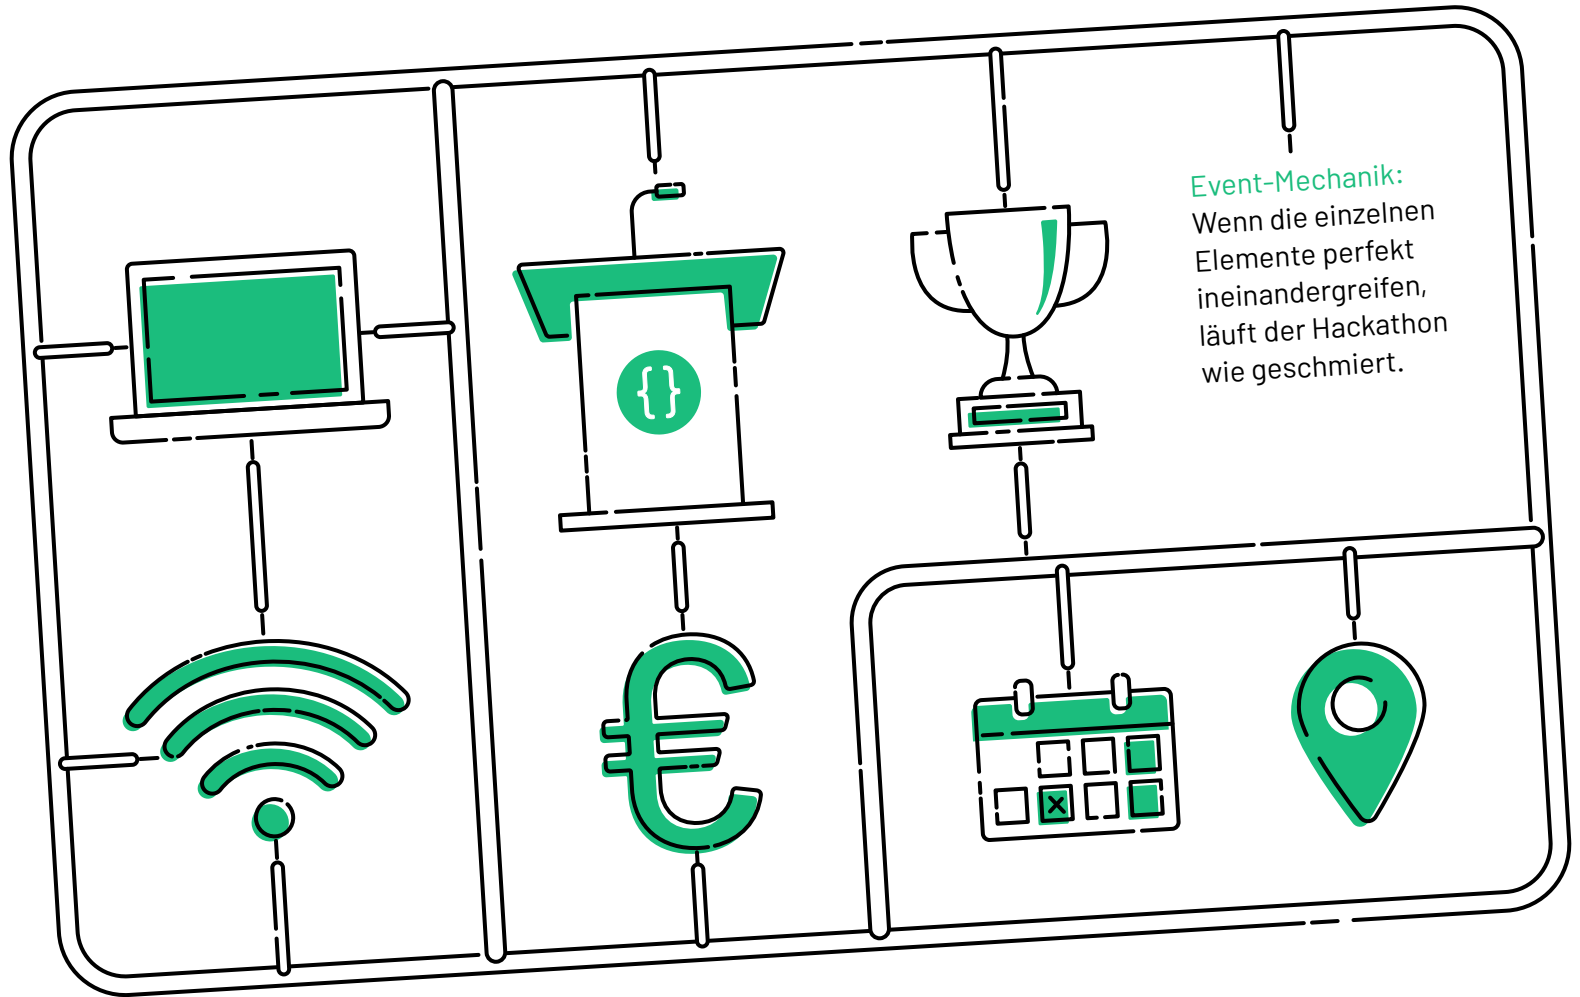 Event-Mechanik:
Wenn die einzelnen
Elemente perfekt
ineinandergreifen,
läuft der Hackathon
wie geschmiert.
{}